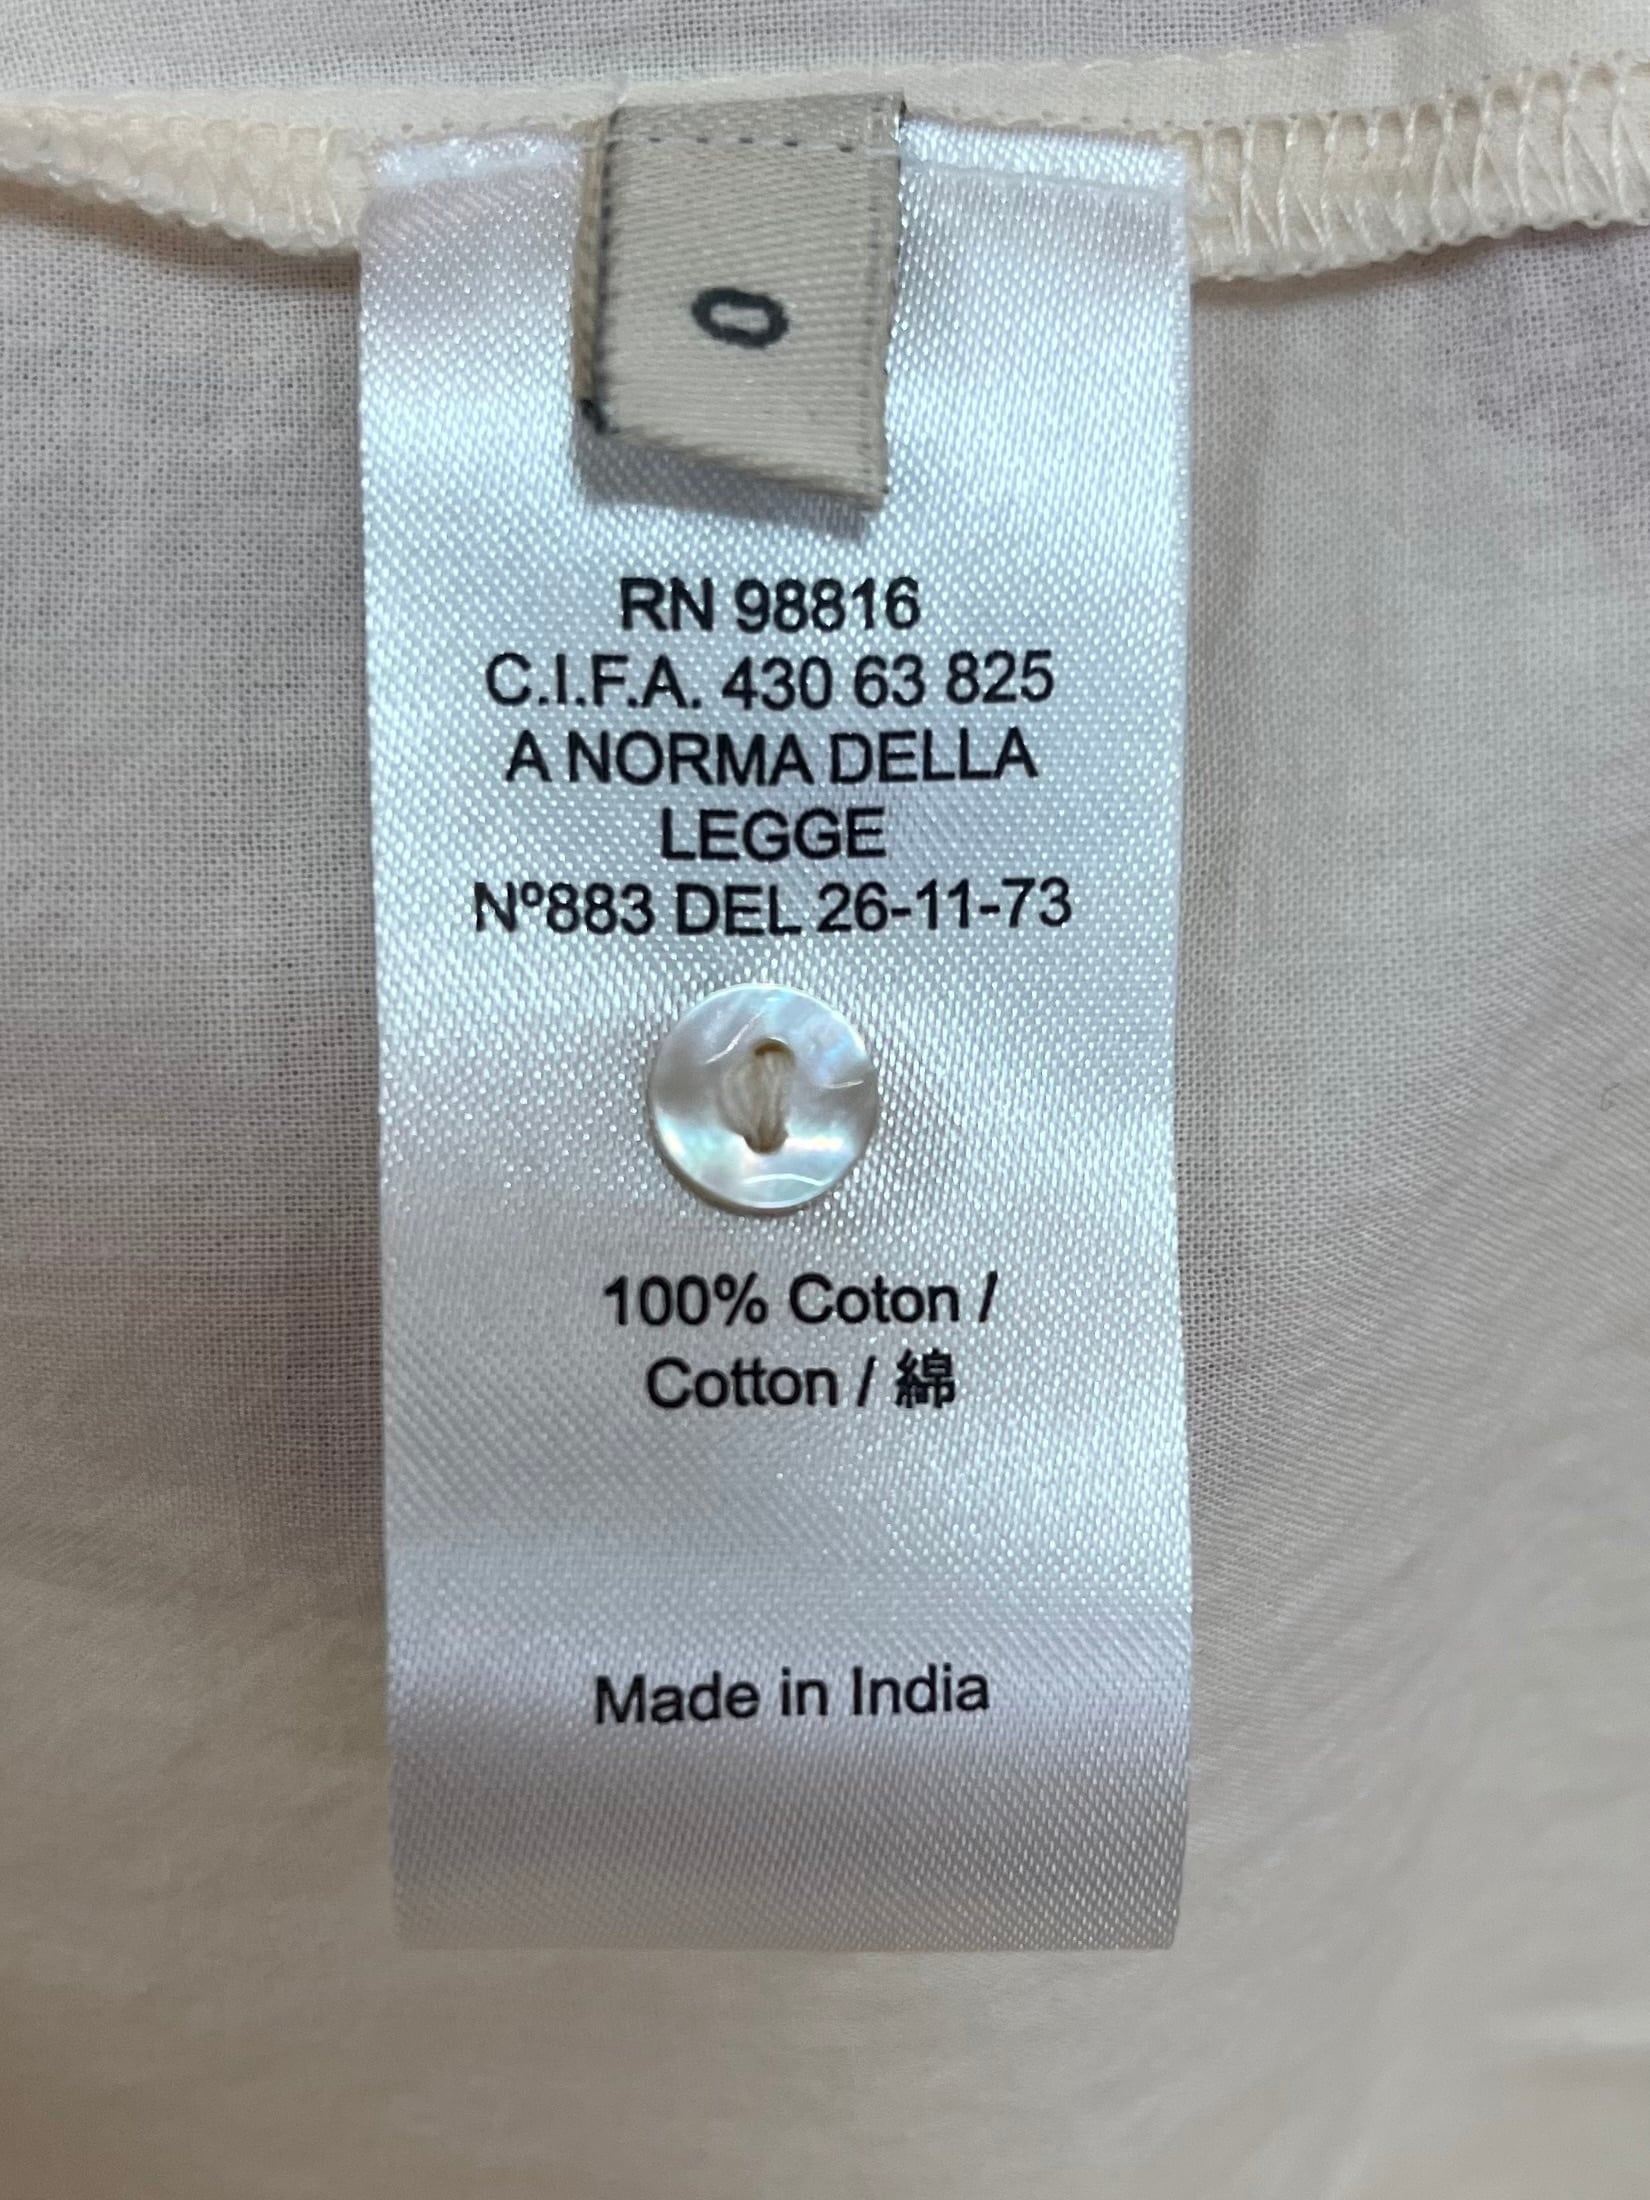 0
RN 98816
C.I.F.A. 430 63 825
A NORMA DELLA
LEGGE
Nº883 DEL 26-11-73
100% Coton /
Cotton / 綿
Made in India